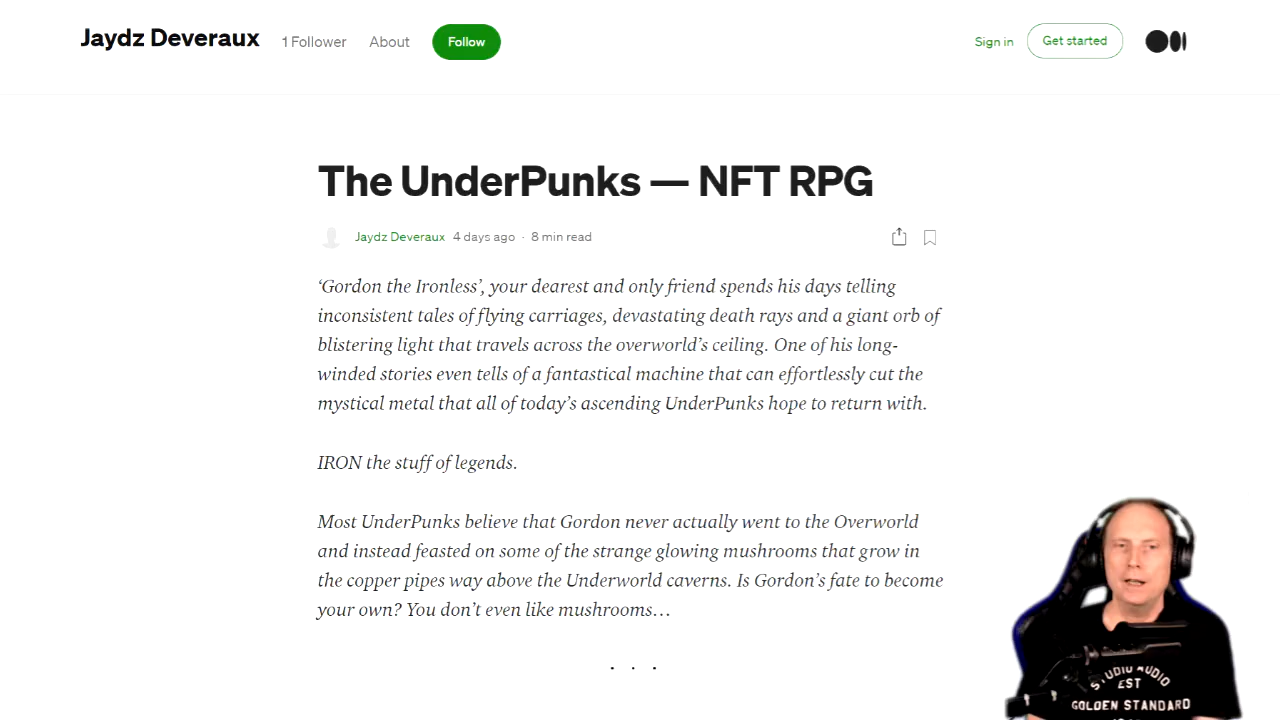 Jaydz Deveraux
1 Follower
About
Follow
Sign in
Get started
The UnderPunks — NFT RPG
Jaydz Deveraux 4 days ago · 8 min read
‘Gordon the Ironless’, your dearest and only friend spends his days telling
inconsistent tales of flying carriages, devastating death rays and a giant orb of
blistering light that travels across the overworld’s ceiling. One of his long-
winded stories even tells of a fantastical machine that can effortlessly cut the
mystical metal that all of today’s ascending UnderPunks hope to return with.
IRON the stuff of legends.
Most UnderPunks believe that Gordon never actually went to the Overworld
and instead feasted on some of the strange glowing mushrooms that grow in
the copper pipes way above the Underworld caverns. Is Gordon’s fate to become
your own? You don’t even like mushrooms…
. . .
STUDIO AUDIO
EST
GOLDEN STANDARD